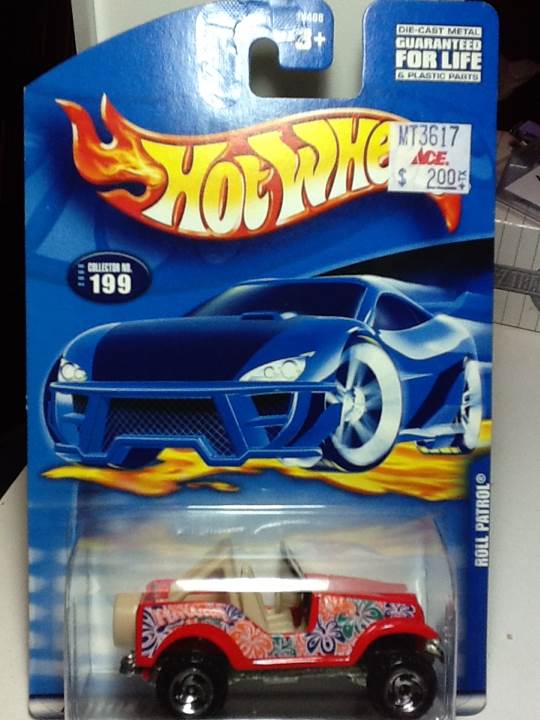 3+
DIE-CAST METAL
GUARANTEED
FOR LIFE
& PLASTIC PARTS
HOT WHE
MT3617
ACE.
$ 200 +TX
COLLECTOR NO.
199
ROLL PATROL®